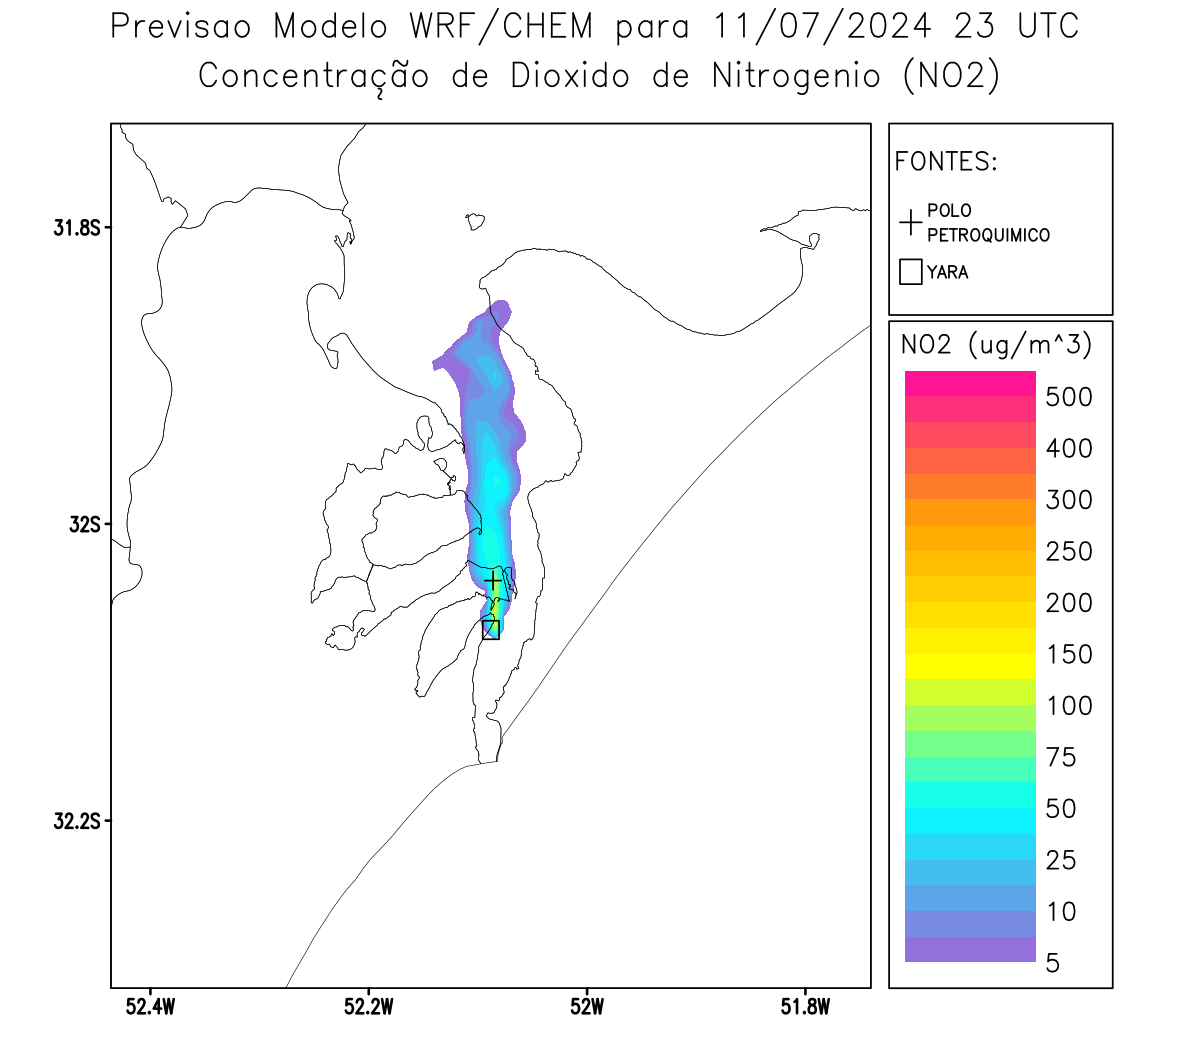 Previsao Modelo WRF/CHEM para 11/07/2024 23 UTC
Concentração de Dioxido de Nitrogenio (NO2)
FONTES:
POLO
PETROQUIMICO
YARA
31.8S
32S
32.2S
52.4W
52.2W
52W
51.8W
NO2 (ug/m^3)
500
400
300
250
200
150
100
75
50
25
10
5